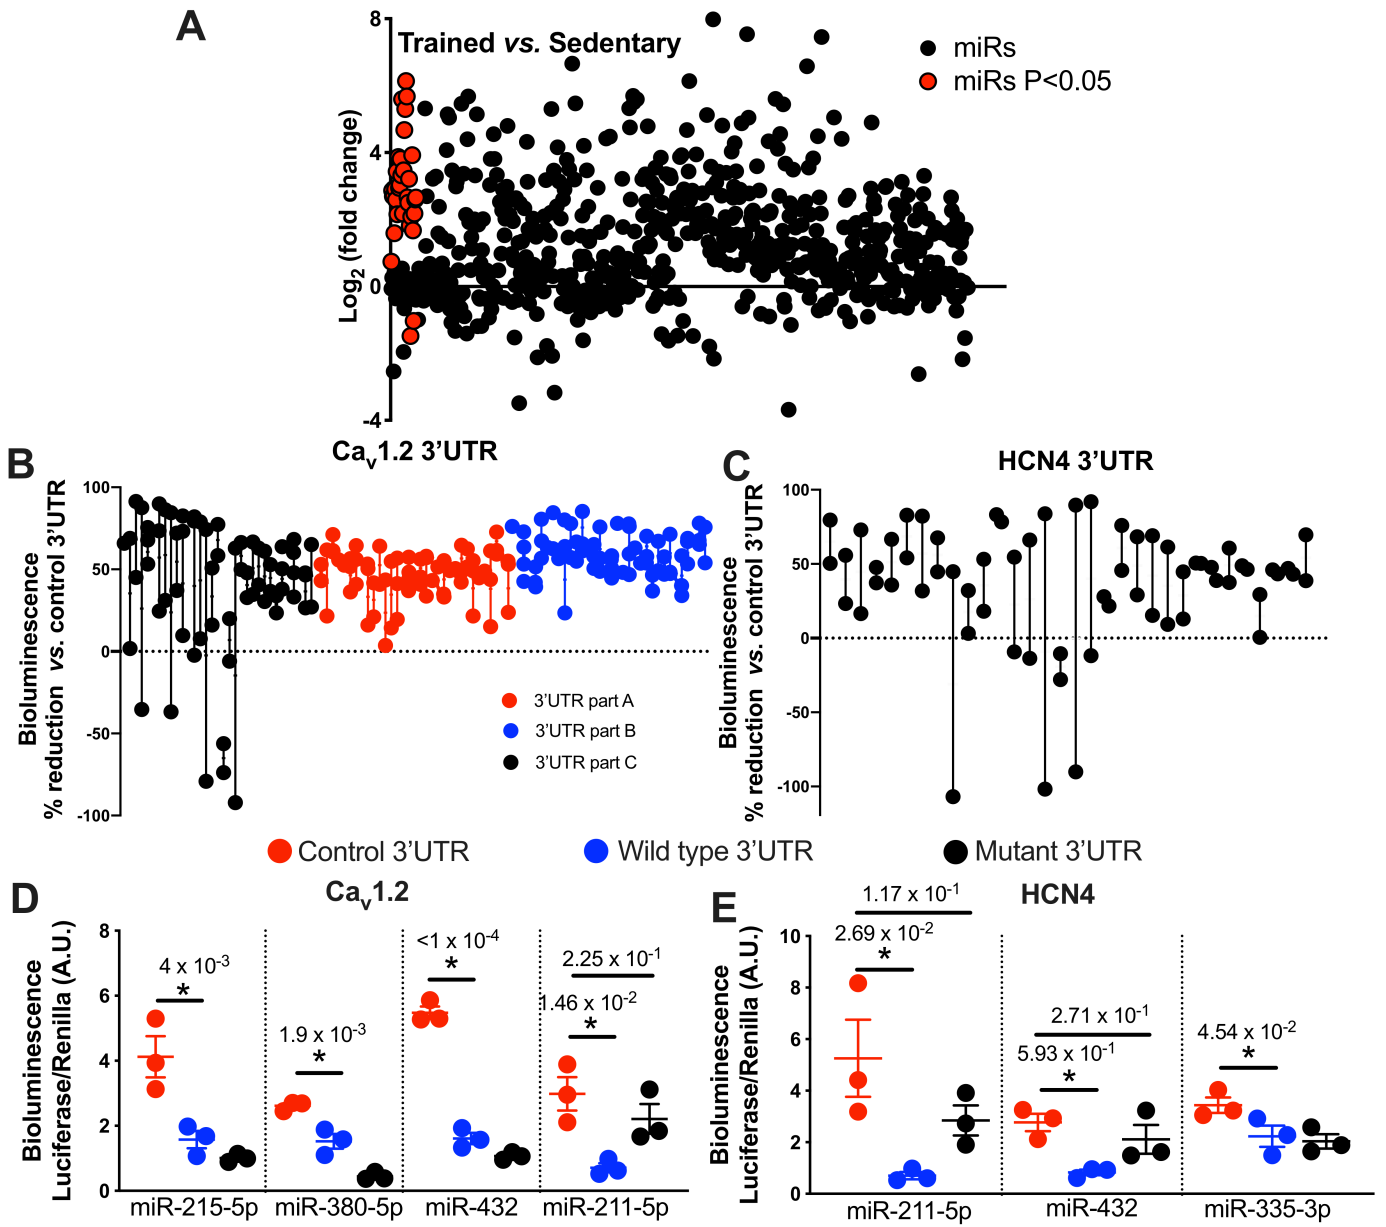 A
Trained vs. Sedentary
miRs
miRs P<0.05
Log2 (fold change)
8
4
0
-4
B
Cav1.2 3’UTR
Bioluminescence
% reduction vs. control 3’UTR
100
50
0
-50
-100
3’UTR part A
3’UTR part B
3’UTR part C
C
HCN4 3’UTR
Bioluminescence
% reduction vs. control 3’UTR
100
50
0
-50
-100
Control 3’UTR
Wild type 3’UTR
Mutant 3’UTR
D
Cav1.2
Bioluminescence
Luciferase/Renilla (A.U.)
8
6
4
2
0
4 x 10-3
*
1.9 x 10-3
*
<1 x 10-4
*
2.25 x 10-1
1.46 x 10-2
*
miR-215-5p
miR-380-5p
miR-432
miR-211-5p
E
HCN4
Bioluminescence
Luciferase/Renilla (A.U.)
10
8
6
4
2
0
1.17 x 10-1
2.69 x 10-2
*
2.71 x 10-1
5.93 x 10-1
*
4.54 x 10-2
*
miR-211-5p
miR-432
miR-335-3p